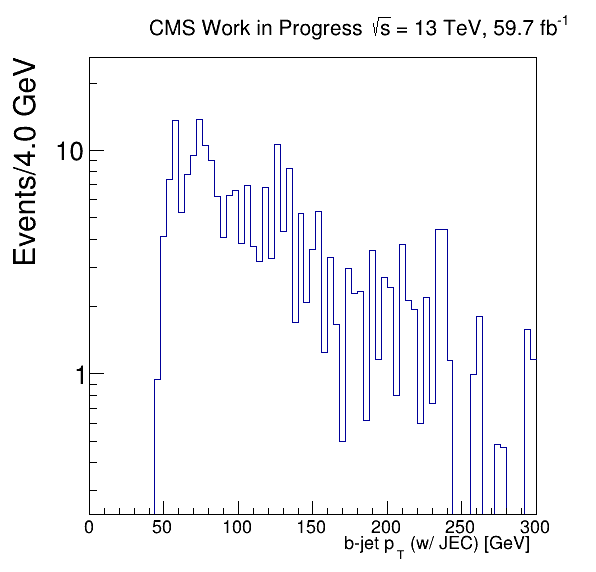 CMS Work in Progress √s = 13 TeV, 59.7 fb⁻¹
Events/4.0 GeV
10
1
0 50 100 150 200 250 300
b-jet p_T (w/ JEC) [GeV]